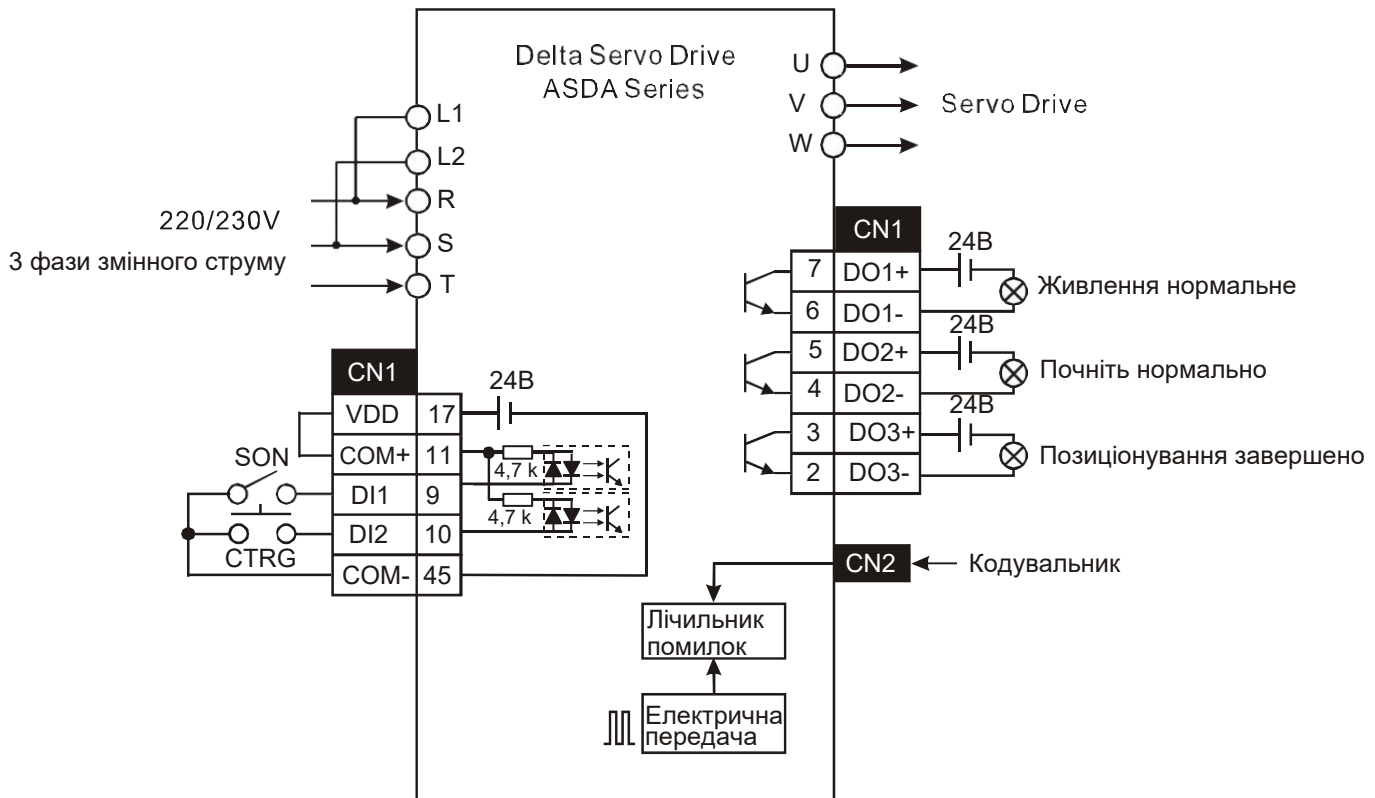 Delta Servo Drive
ASDA Series
U
V
W
Servo Drive
L1
L2
R
S
T
220/230V
3 фази змінного струму
CN1
7 DO1+
6 DO1-
5 DO2+
4 DO2-
3 DO3+
2 DO3-
24В
Живлення нормальне
24В
Почніть нормально
24В
Позиціонування завершено
CN1
VDD 17
COM+ 11
DI1 9
DI2 10
COM- 45
24В
SON
CTRG
4,7 k
4,7 k
CN2
Кодувальник
Лічильник
помилок
Електрична
передача